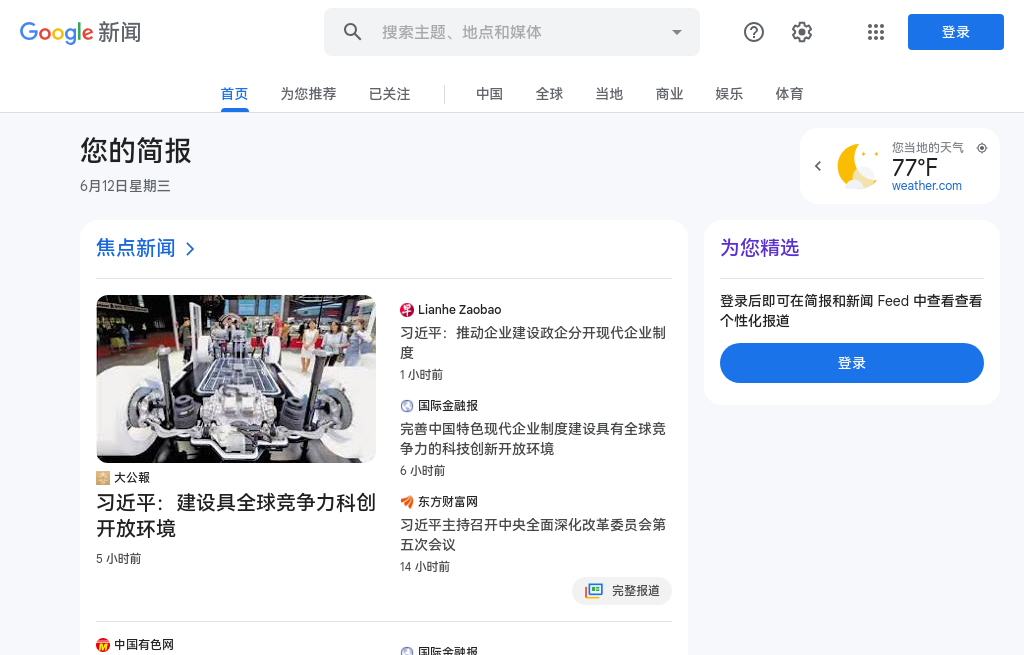 Google 新闻
搜索主题、地点和媒体
登录
首页
为您推荐
已关注
中国
全球
当地
商业
娱乐
体育
您的简报
6月12日星期三
您当地的天气
77°F
weather.com
焦点新闻
大公報
习近平：建设具全球竞争力科创
开放环境
5 小时前
Lianhe Zaobao
习近平：推动企业建设政企分开现代企业制
度
1 小时前
国际金融报
完善中国特色现代企业制度建设具有全球竞
争力的科技创新开放环境
6 小时前
东方财富网
习近平主持召开中央全面深化改革委员会第
五次会议
14 小时前
完整报道
中国有色网
国际金融报
为您精选
登录后即可在简报和新闻 Feed 中查看查看
个性化报道
登录